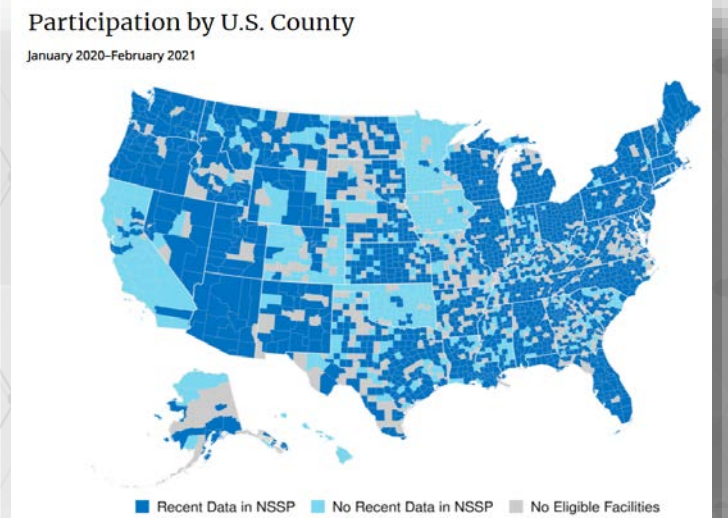 Participation by U.S. County
January 2020–February 2021
Recent Data in NSSP No Recent Data in NSSP No Eligible Facilities